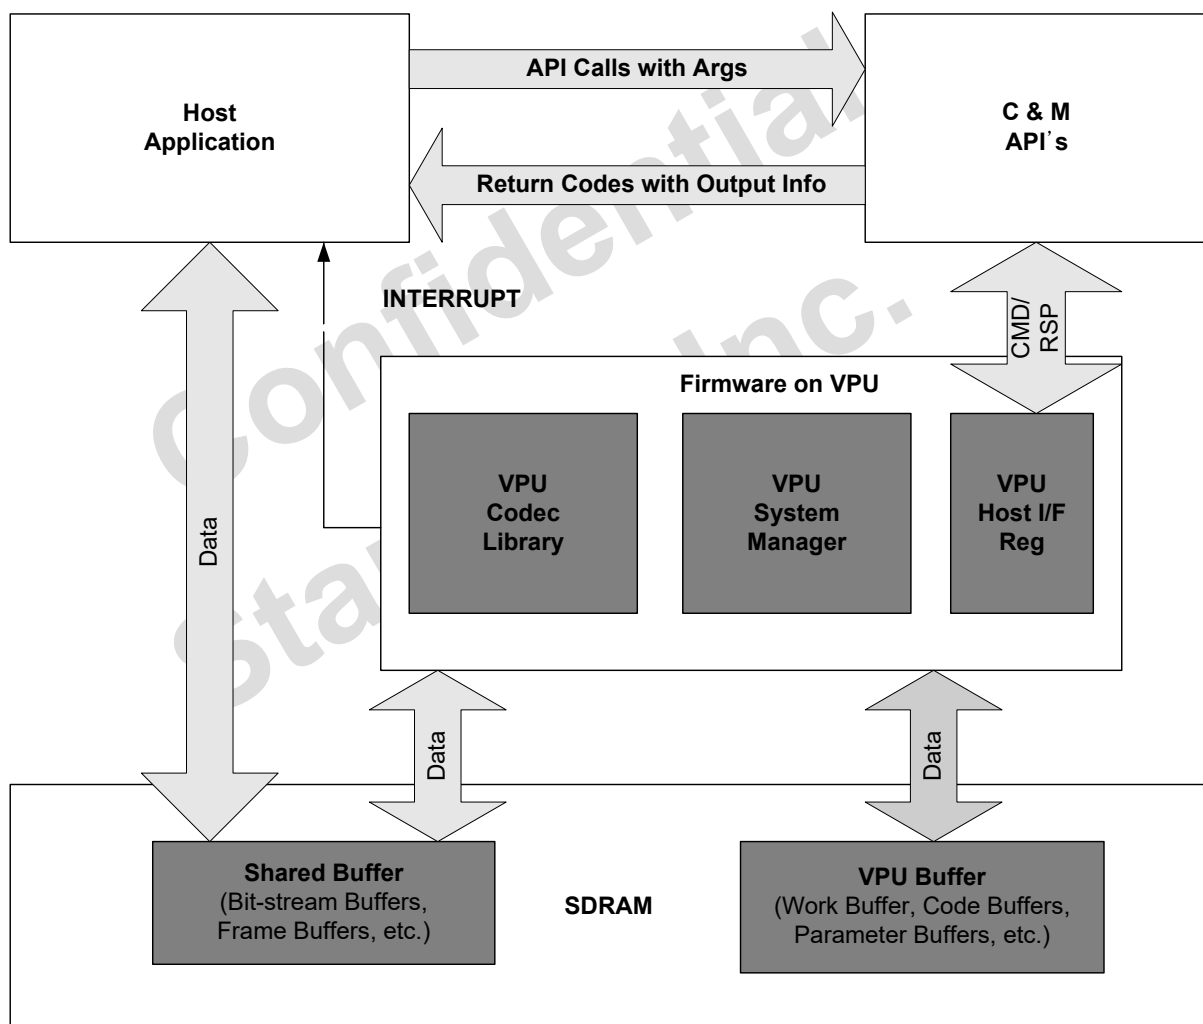 API Calls with Args
Host
Application
C & M
API's
Return Codes with Output Info
INTERRUPT
CMD/
RSP
Firmware on VPU
VPU
Codec
Library
VPU
System
Manager
VPU
Host I/F
Reg
Data
Data
Data
Shared Buffer
(Bit-stream Buffers,
Frame Buffers, etc.)
SDRAM
VPU Buffer
(Work Buffer, Code Buffers,
Parameter Buffers, etc.)
Confidential
Inc.